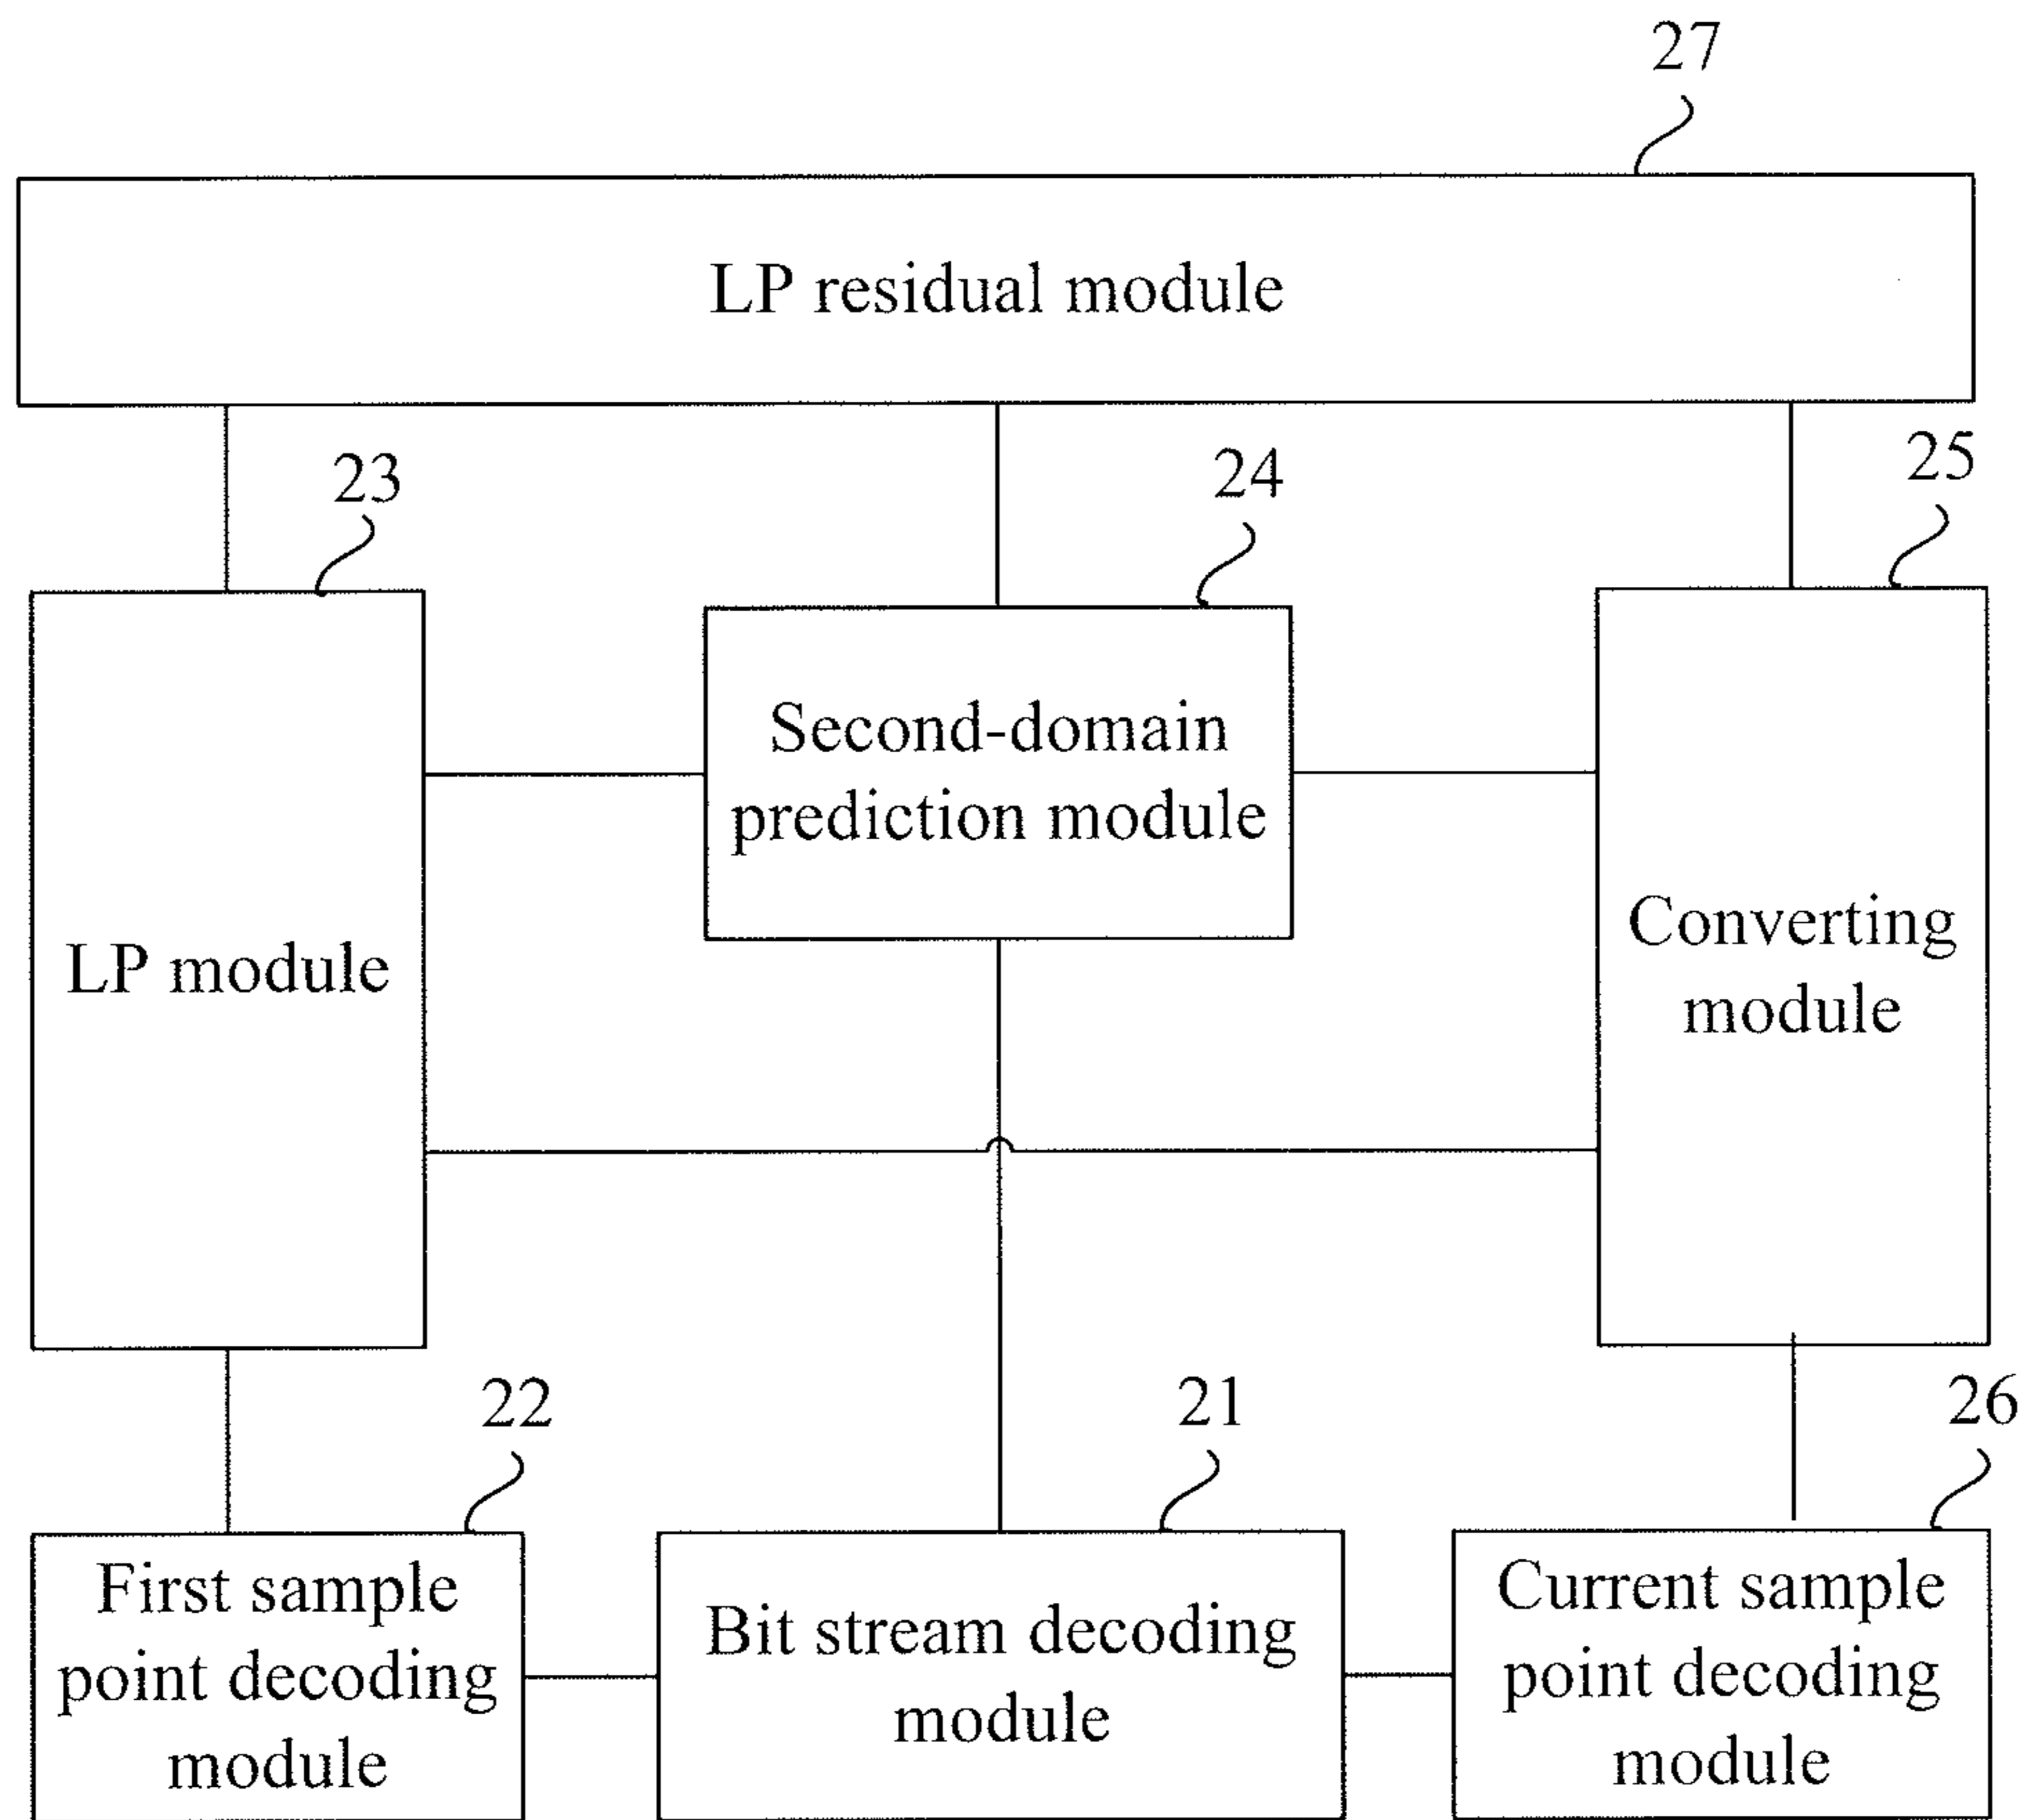 27
LP residual module
23
24
25
Second-domain
prediction module
LP module
Converting
module
22
21
26
First sample
point decoding
module
Bit stream decoding
module
Current sample
point decoding
module